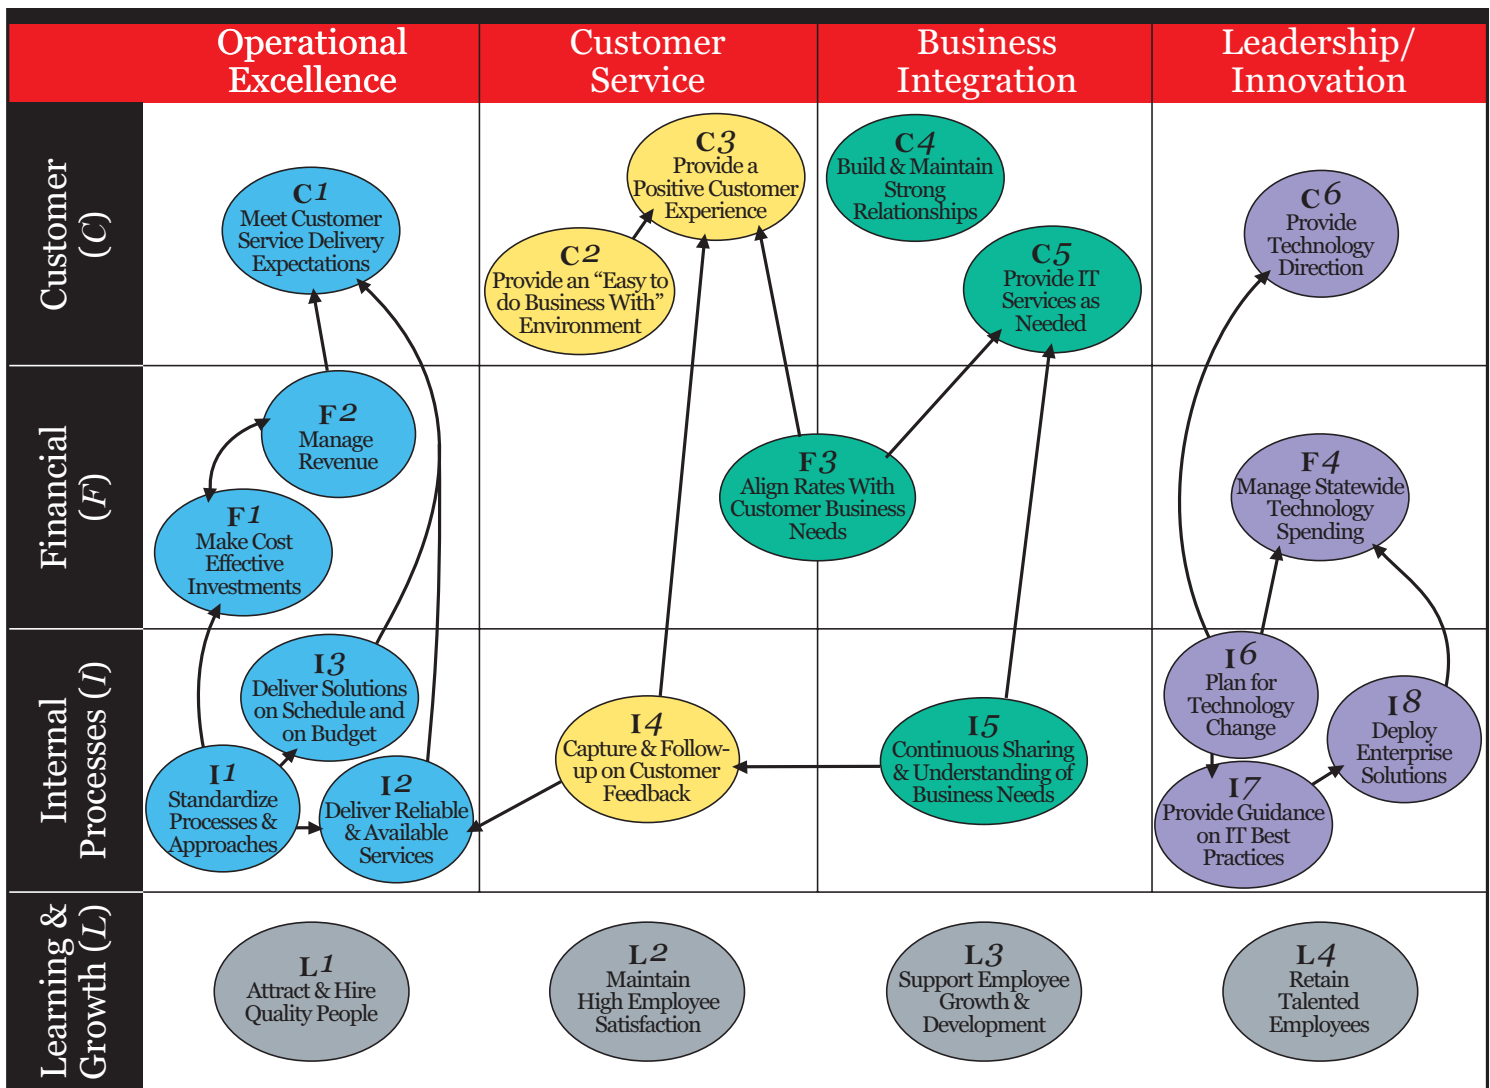 Operational
Excellence
Customer
Service
Business
Integration
Leadership/
Innovation
Customer
(C)
C1
Meet Customer
Service Delivery
Expectations
C2
Provide an “Easy to
do Business With”
Environment
C3
Provide a
Positive Customer
Experience
C4
Build & Maintain
Strong
Relationships
C5
Provide IT
Services as
Needed
C6
Provide
Technology
Direction
Financial
(F)
F2
Manage
Revenue
F1
Make Cost
Effective
Investments
F3
Align Rates With
Customer Business
Needs
F4
Manage Statewide
Technology
Spending
Internal
Processes (I)
I3
Deliver Solutions
on Schedule and
on Budget
I1
Standardize
Processes &
Approaches
I2
Deliver Reliable
& Available
Services
I4
Capture & Follow-
up on Customer
Feedback
I5
Continuous Sharing
& Understanding of
Business Needs
I6
Plan for
Technology
Change
I8
Deploy
Enterprise
Solutions
I7
Provide Guidance
on IT Best
Practices
Learning &
Growth (L)
L1
Attract & Hire
Quality People
L2
Maintain
High Employee
Satisfaction
L3
Support Employee
Growth &
Development
L4
Retain
Talented
Employees